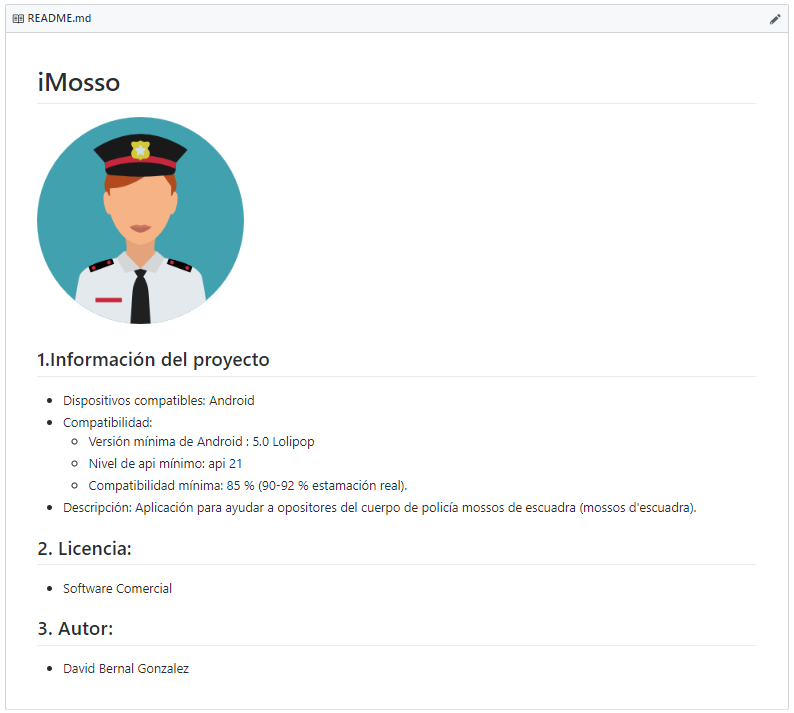 README.md
iMosso
1.Información del proyecto
Dispositivos compatibles: Android
Compatibilidad:
Versión mínima de Android : 5.0 Lolipop
Nivel de api mínimo: api 21
Compatibilidad mínima: 85 % (90-92 % estamación real).
Descripción: Aplicación para ayudar a opositores del cuerpo de policía mossos de escuadra (mossos d'escuadra).
2. Licencia:
Software Comercial
3. Autor:
David Bernal Gonzalez